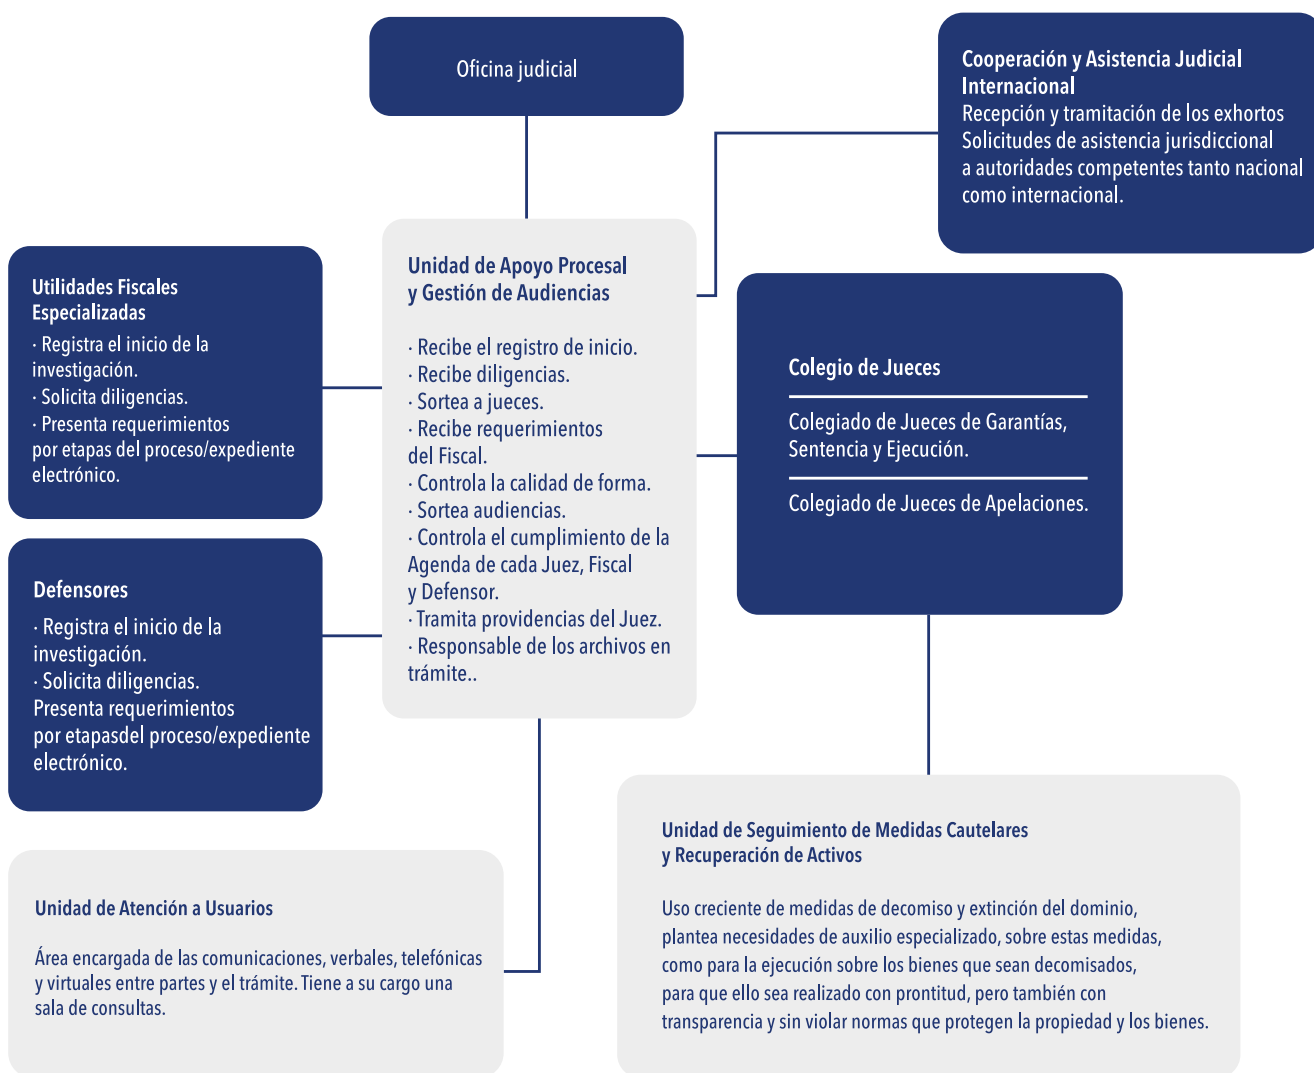 Oficina judicial
Cooperación y Asistencia Judicial
Internacional
Recepción y tramitación de los exhortos
Solicitudes de asistencia jurisdiccional
a autoridades competentes tanto nacional
como internacional.
Utilidades Fiscales
Especializadas
· Registra el inicio de la
investigación.
· Solicita diligencias.
· Presenta requerimientos
por etapas del proceso/expediente
electrónico.
Unidad de Apoyo Procesal
y Gestión de Audiencias
· Recibe el registro de inicio.
· Recibe diligencias.
· Sortea a jueces.
· Recibe requerimientos
del Fiscal.
· Controla la calidad de forma.
· Sortea audiencias.
· Controla el cumplimiento de la
Agenda de cada Juez, Fiscal
y Defensor.
· Tramita providencias del Juez.
· Responsable de los archivos en
trámite..
Colegio de Jueces
Colegiado de Jueces de Garantías,
Sentencia y Ejecución.
Colegiado de Jueces de Apelaciones.
Defensores
· Registra el inicio de la
investigación.
· Solicita diligencias.
Presenta requerimientos
por etapasdel proceso/expediente
electrónico.
Unidad de Atención a Usuarios
Área encargada de las comunicaciones, verbales, telefónicas
y virtuales entre partes y el trámite. Tiene a su cargo una
sala de consultas.
Unidad de Seguimiento de Medidas Cautelares
y Recuperación de Activos
Uso creciente de medidas de decomiso y extinción del dominio,
plantea necesidades de auxilio especializado, sobre estas medidas,
como para la ejecución sobre los bienes que sean decomisados,
para que ello sea realizado con prontitud, pero también con
transparencia y sin violar normas que protegen la propiedad y los bienes.